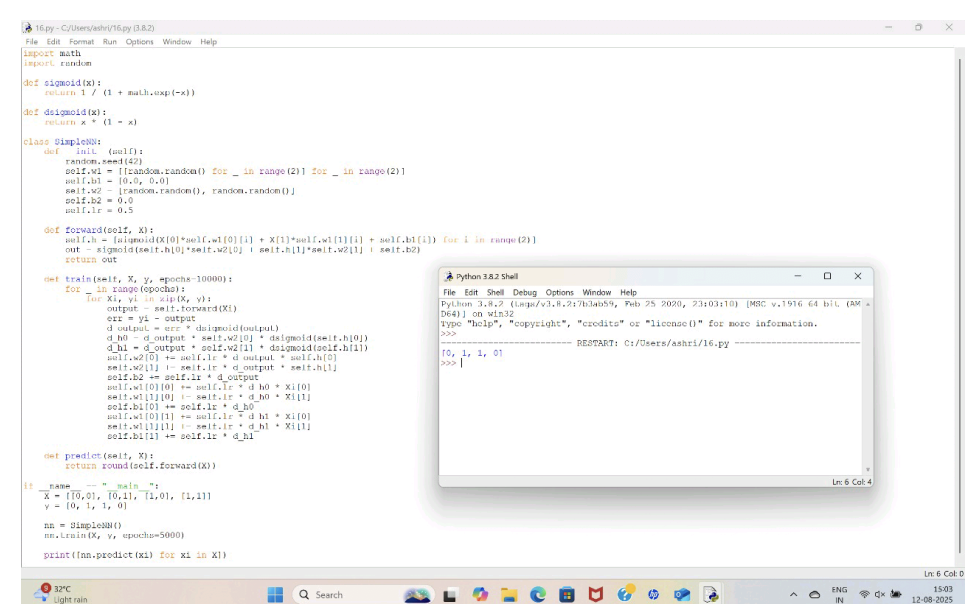 16.py - C:/Users/ashri/16.py (3.8.2)
File Edit Format Run Options Window Help
import math
import random
def sigmoid(x):
    return 1 / (1 + math.exp(-x))
def dsigmoid(x):
    return x * (1 - x)
class SimpleNN:
    def __init__(self):
        random.seed(42)
        self.w1 = [[random.random() for _ in range(2)] for _ in range(2)]
        self.b1 = [0.0, 0.0]
        self.w2 = [random.random(), random.random()]
        self.b2 = 0.0
        self.lr = 0.5
    def forward(self, X):
        self.h = [sigmoid(X[0]*self.w1[0][i] + X[1]*self.w1[1][i] + self.b1[i]) for i in range(2)]
        out = sigmoid(self.h[0]*self.w2[0] + self.h[1]*self.w2[1] + self.b2)
        return out
    def train(self, X, y, epochs=10000):
        for _ in range(epochs):
            for Xi, yi in zip(X, y):
                output = self.forward(Xi)
                err = yi - output
                d_output = err * dsigmoid(output)
                d_h0 = d_output * self.w2[0] * dsigmoid(self.h[0])
                d_h1 = d_output * self.w2[1] * dsigmoid(self.h[1])
                self.w2[0] += self.lr * d_output * self.h[0]
                self.w2[1] += self.lr * d_output * self.h[1]
                self.b2 += self.lr * d_output
                self.w1[0][0] += self.lr * d_h0 * Xi[0]
                self.w1[1][0] += self.lr * d_h0 * Xi[1]
                self.b1[0] += self.lr * d_h0
                self.w1[0][1] += self.lr * d_h1 * Xi[0]
                self.w1[1][1] += self.lr * d_h1 * Xi[1]
                self.b1[1] += self.lr * d_h1
    def predict(self, X):
        return round(self.forward(X))
if __name__ == "__main__":
    X = [[0,0], [0,1], [1,0], [1,1]]
    y = [0, 1, 1, 0]
    nn = SimpleNN()
    nn.train(X, y, epochs=5000)
    print([nn.predict(xi) for xi in X])
Python 3.8.2 Shell
File Edit Shell Debug Options Window Help
Python 3.8.2 (tags/v3.8.2:7b3ab59, Feb 25 2020, 23:03:10) [MSC v.1916 64 bit (AM
D64)] on win32
Type "help", "copyright", "credits" or "license()" for more information.
>>>
RESTART: C:/Users/ashri/16.py
[0, 1, 1, 0]
>>>
Ln: 6 Col: 4
Ln: 6 Col: 0
32°C
Light rain
Search
ENG
IN
15:03
12-08-2025